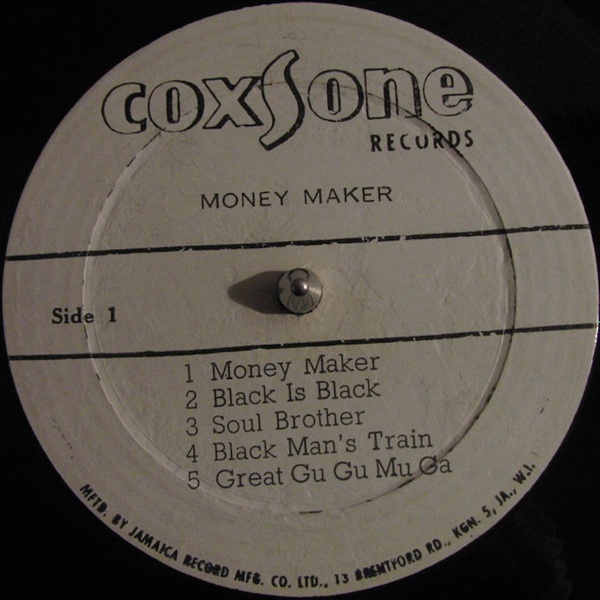 coxsone
RECORDS
MONEY MAKER
Side 1
1 Money Maker
2 Black Is Black
3 Soul Brother
4 Black Man's Train
5 Great Gu Gu Mu Ga
MFTD. BY JAMAICA RECORD MFG. CO. LTD., 13 BRENTFORD RD., KGN. 5, JA., W.I.